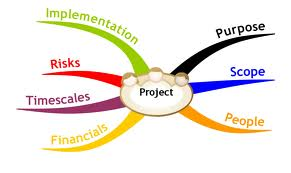 Implementation
Purpose
Risks
Scope
Timescales
Project
People
Financials